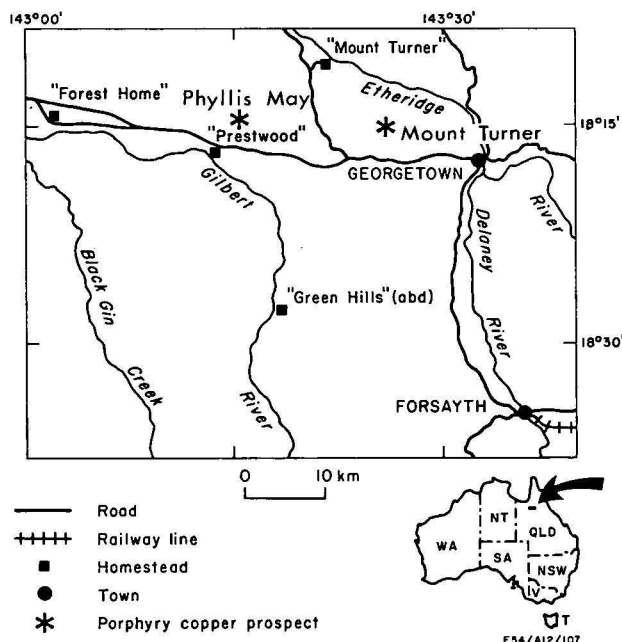 143°00'
143°30'
"Mount Turner"
"Forest Home"
Phyllis May
Etheridge
Mount Turner
18°15'
"Prestwood"
GEORGETOWN
Gilbert
River
Delaney
Black Gin
"Green Hills" (abd)
River
18°30'
Creek
River
FORSAYTH
0 10 km
Road
Railway line
Homestead
Town
Porphyry copper prospect
NT
QLD
WA
SA
NSW
V
T
E54/A12/107